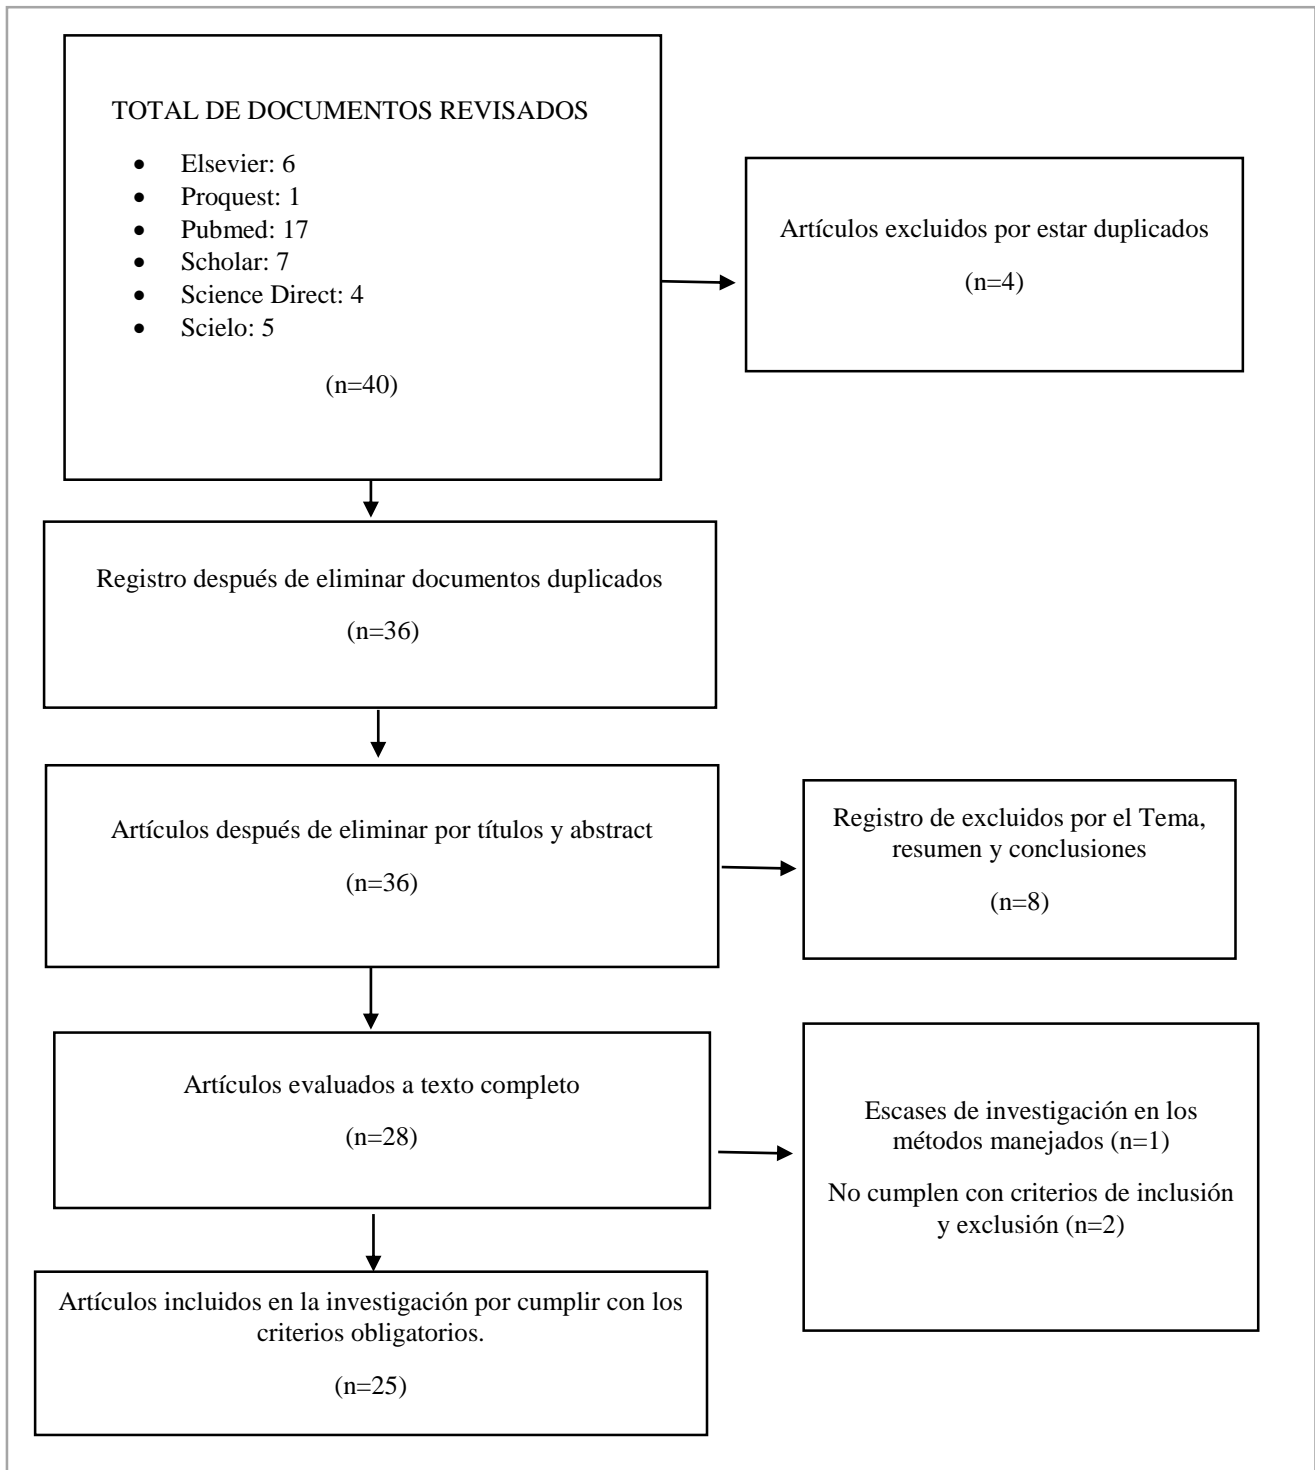 TOTAL DE DOCUMENTOS REVISADOS
• Elsevier: 6
• Proquest: 1
• Pubmed: 17
• Scholar: 7
• Science Direct: 4
• Scielo: 5
(n=40)
Artículos excluidos por estar duplicados
(n=4)
Registro después de eliminar documentos duplicados
(n=36)
Artículos después de eliminar por títulos y abstract
(n=36)
Registro de excluidos por el Tema,
resumen y conclusiones
(n=8)
Artículos evaluados a texto completo
(n=28)
Escases de investigación en los
métodos manejados (n=1)
No cumplen con criterios de inclusión
y exclusión (n=2)
Artículos incluidos en la investigación por cumplir con los
criterios obligatorios.
(n=25)